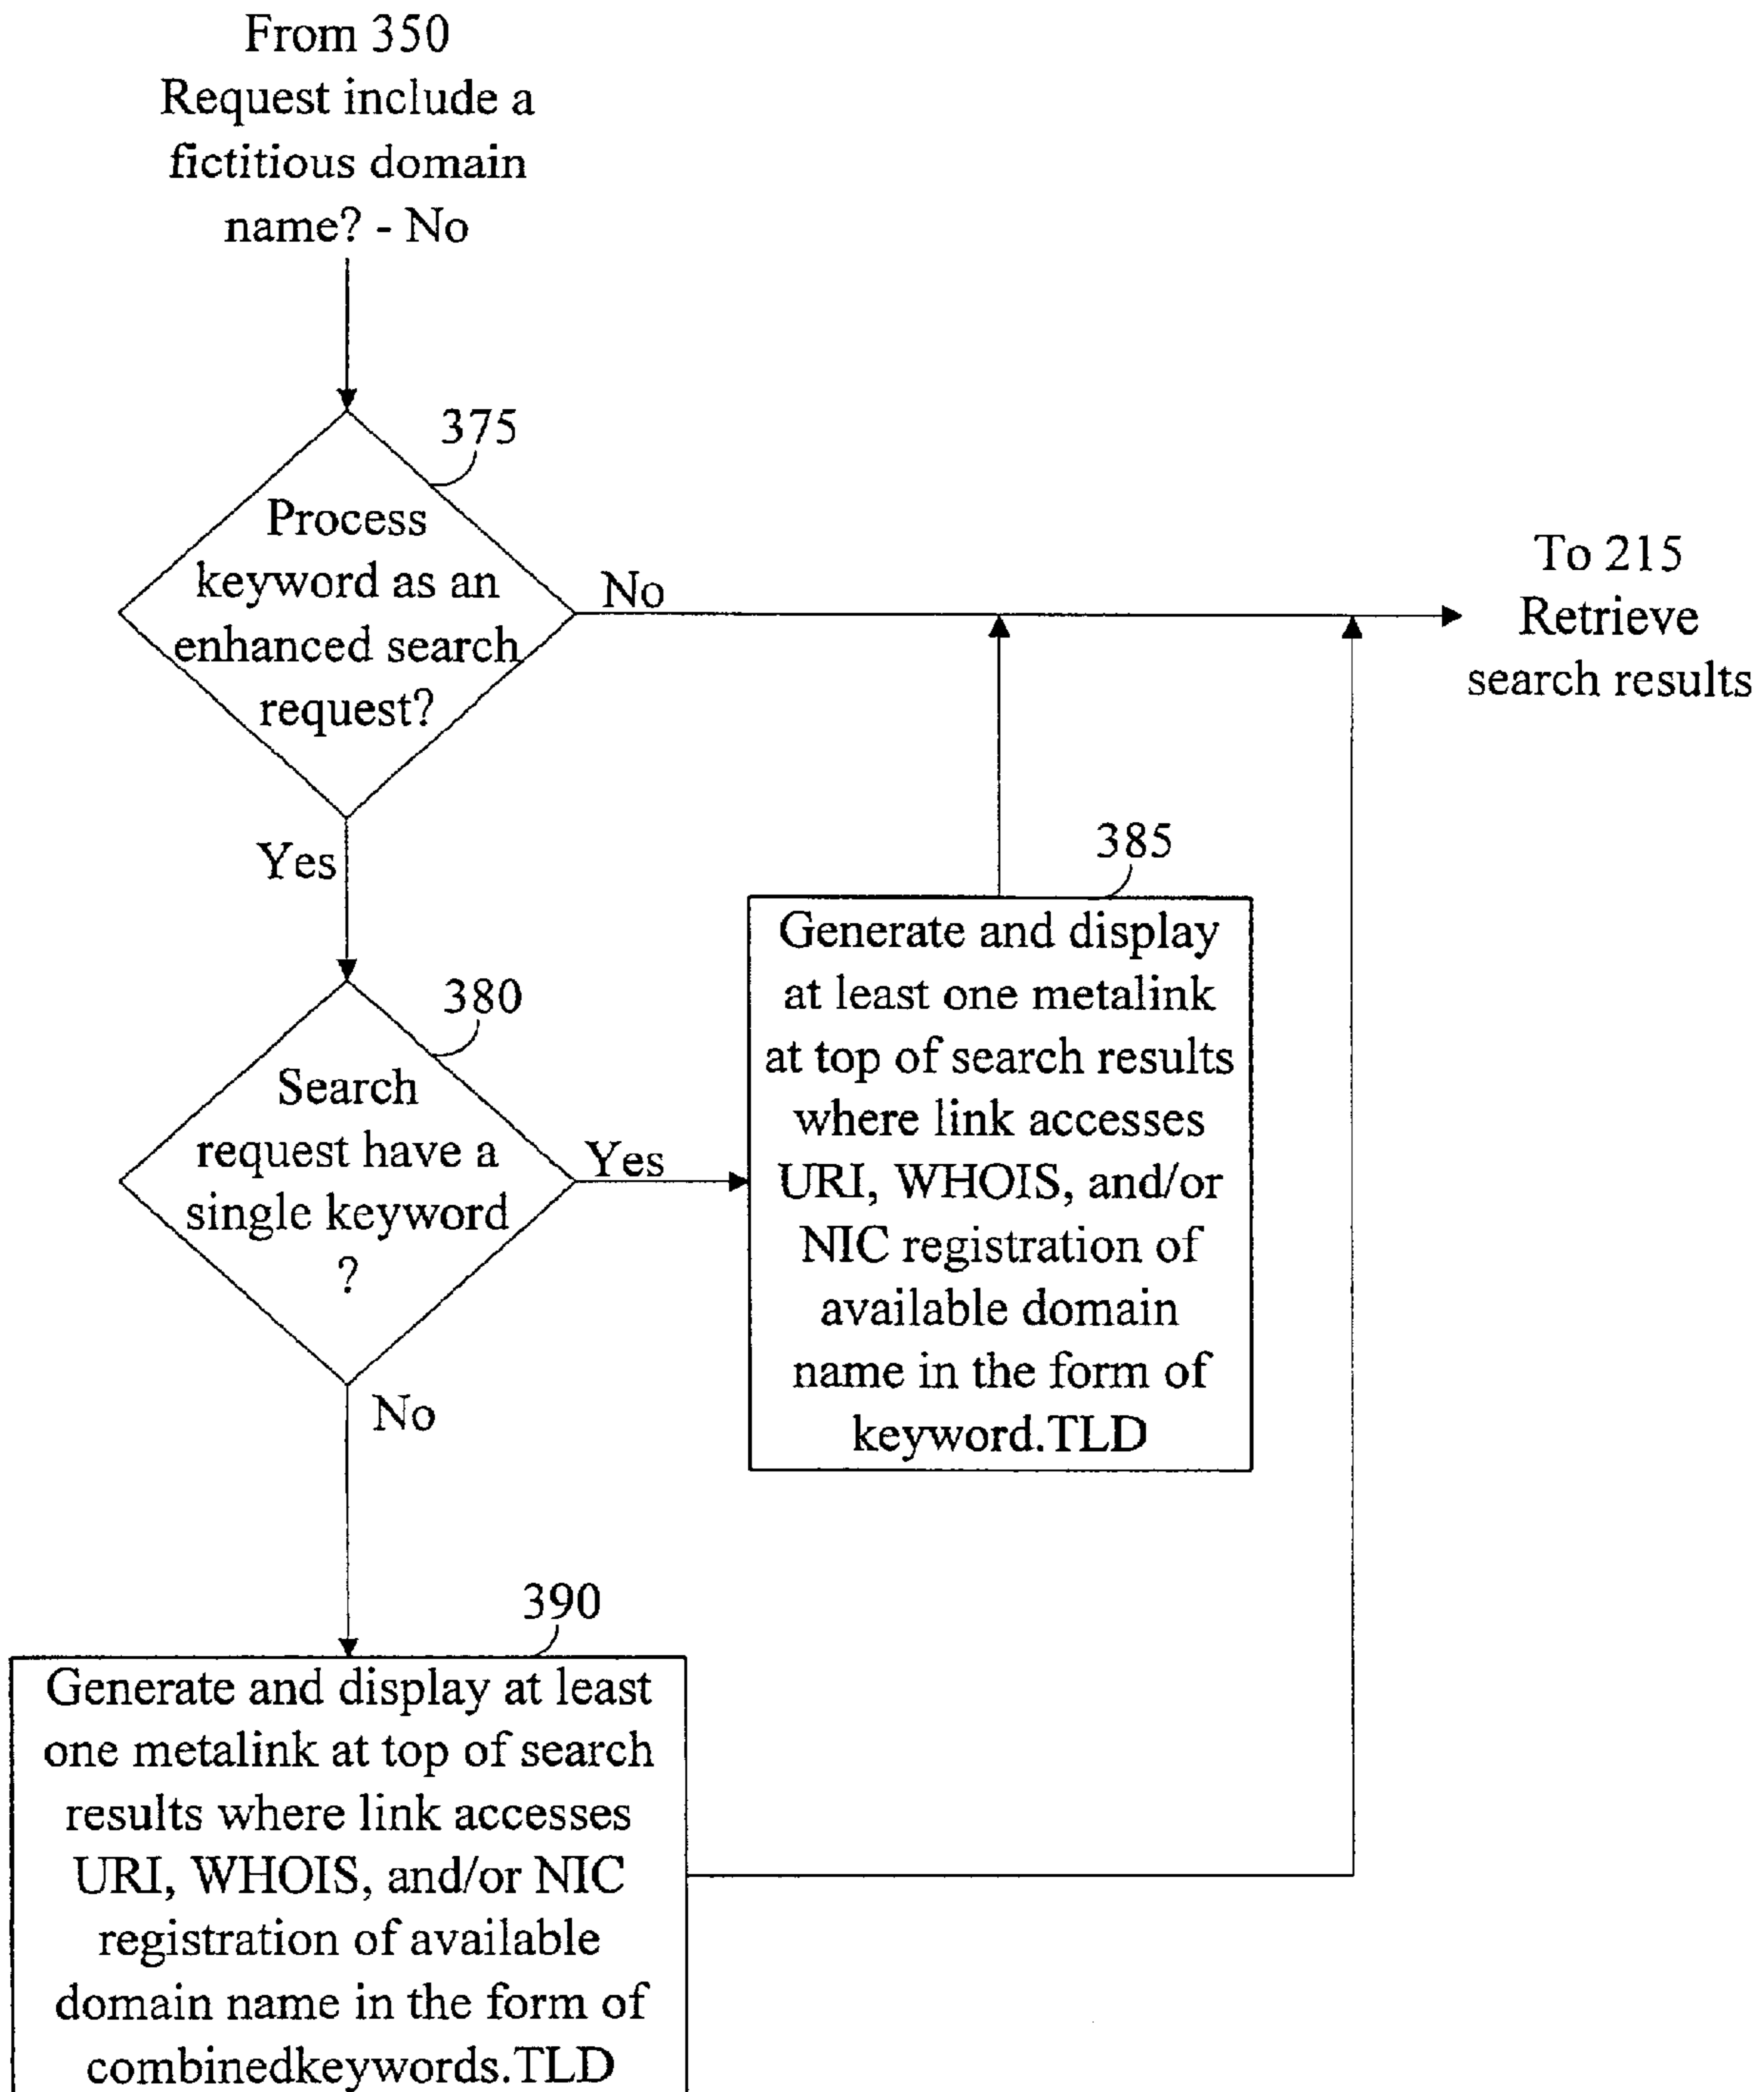 From 350
Request include a
fictitious domain
name? - No
375
Process
keyword as an
enhanced search
request?
No
To 215
Retrieve
search results
Yes
380
Search
request have a
single keyword
?
Yes
385
Generate and display
at least one metalink
at top of search results
where link accesses
URI, WHOIS, and/or
NIC registration of
available domain
name in the form of
keyword.TLD
No
390
Generate and display at least
one metalink at top of search
results where link accesses
URI, WHOIS, and/or NIC
registration of available
domain name in the form of
combinedkeywords.TLD